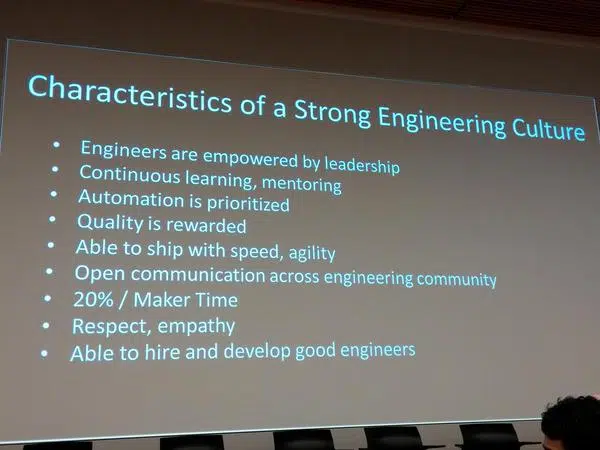 Characteristics of a Strong Engineering Culture
• Engineers are empowered by leadership
• Continuous learning, mentoring
• Automation is prioritized
• Quality is rewarded
• Able to ship with speed, agility
• Open communication across engineering community
• 20% / Maker Time
• Respect, empathy
• Able to hire and develop good engineers